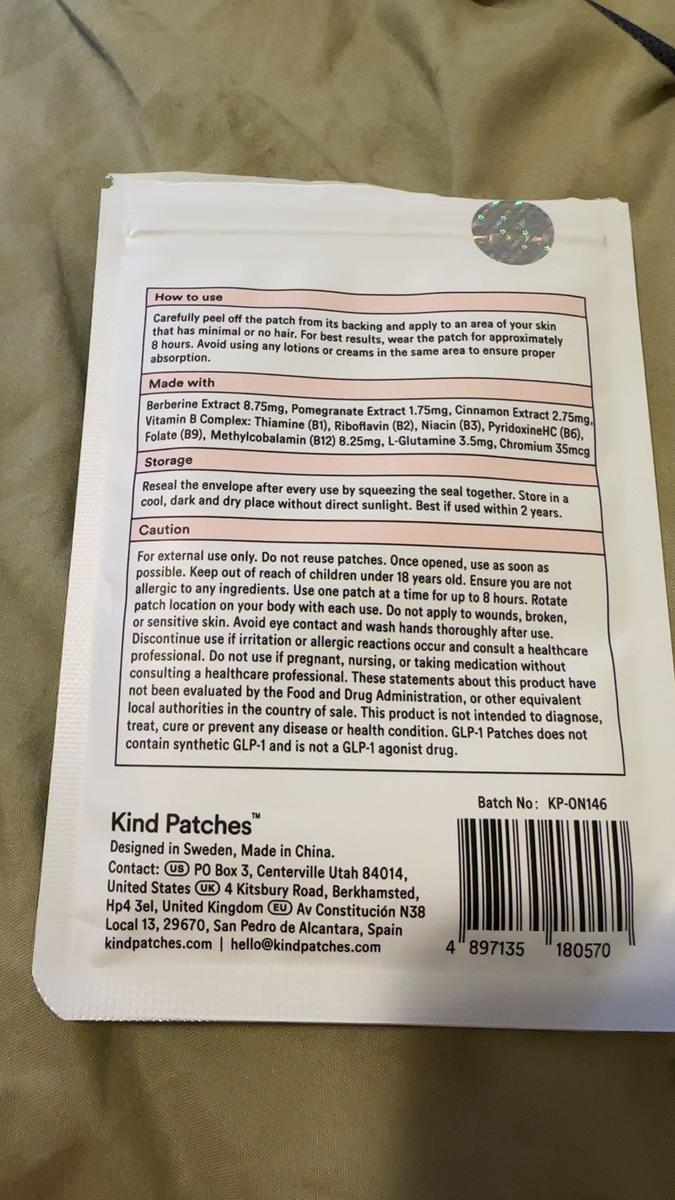 How to use
Carefully peel off the patch from its backing and apply to an area of your skin
that has minimal or no hair. For best results, wear the patch for approximately
8 hours. Avoid using any lotions or creams in the same area to ensure proper
absorption.
Made with
Berberine Extract 8.75mg, Pomegranate Extract 1.75mg, Cinnamon Extract 2.75mg,
Vitamin B Complex: Thiamine (B1), Riboflavin (B2), Niacin (B3), PyridoxineHC (B6),
Folate (B9), Methylcobalamin (B12) 8.25mg, L-Glutamine 3.5mg, Chromium 35mcg
Storage
Reseal the envelope after every use by squeezing the seal together. Store in a
cool, dark and dry place without direct sunlight. Best if used within 2 years.
Caution
For external use only. Do not reuse patches. Once opened, use as soon as
possible. Keep out of reach of children under 18 years old. Ensure you are not
allergic to any ingredients. Use one patch at a time for up to 8 hours. Rotate
patch location on your body with each use. Do not apply to wounds, broken,
or sensitive skin. Avoid eye contact and wash hands thoroughly after use.
Discontinue use if irritation or allergic reactions occur and consult a healthcare
professional. Do not use if pregnant, nursing, or taking medication without
consulting a healthcare professional. These statements about this product have
not been evaluated by the Food and Drug Administration, or other equivalent
local authorities in the country of sale. This product is not intended to diagnose,
treat, cure or prevent any disease or health condition. GLP-1 Patches does not
contain synthetic GLP-1 and is not a GLP-1 agonist drug.
Batch No: KP-ON146
Kind Patches™
Designed in Sweden, Made in China.
Contact: US PO Box 3, Centerville Utah 84014,
United States UK 4 Kitsbury Road, Berkhamsted,
Hp4 3el, United Kingdom EU Av Constitución N38
Local 13, 29670, San Pedro de Alcantara, Spain
kindpatches.com | hello@kindpatches.com
4 897135 180570